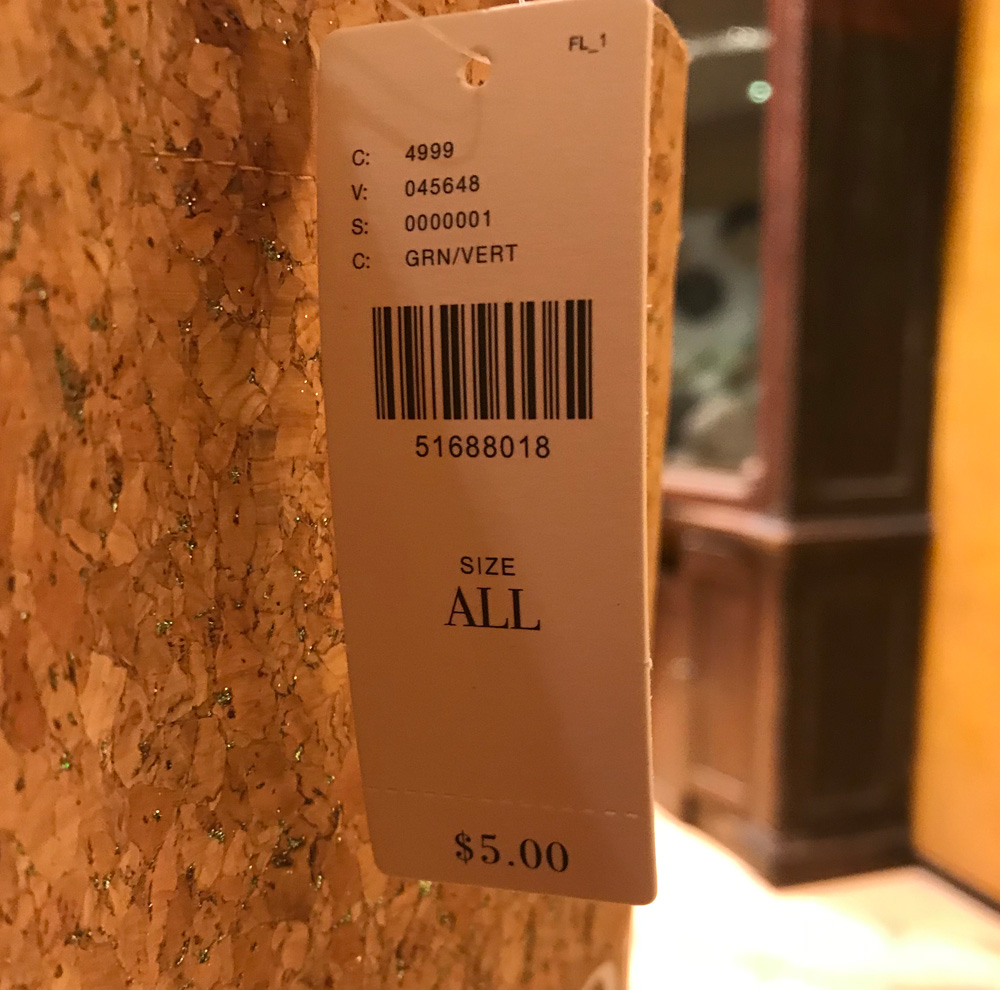 FL_1
C: 4999
V: 045648
S: 0000001
C: GRN/VERT
51688018
SIZE
ALL
$5.00